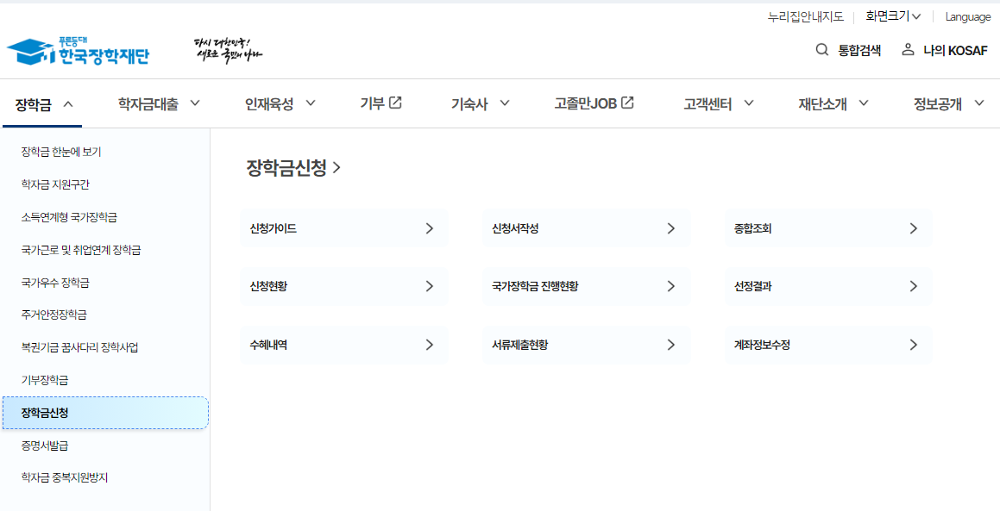 누리집안내지도 화면크기 Language
푸른등대
한국장학재단
다시 대한민국!
새로운 국민의 나라
통합검색 나의 KOSAF
장학금 학자금대출 인재육성 기부 기숙사 고졸만JOB 고객센터 재단소개 정보공개
장학금 한눈에 보기
학자금 지원구간
소득연계형 국가장학금
국가근로 및 취업연계 장학금
국가우수 장학금
주거안정장학금
복권기금 꿈사다리 장학사업
기부장학금
장학금신청
증명서발급
학자금 중복지원방지
장학금신청
신청가이드 신청서작성 종합조회
신청현황 국가장학금 진행현황 선정결과
수혜내역 서류제출현황 계좌정보수정